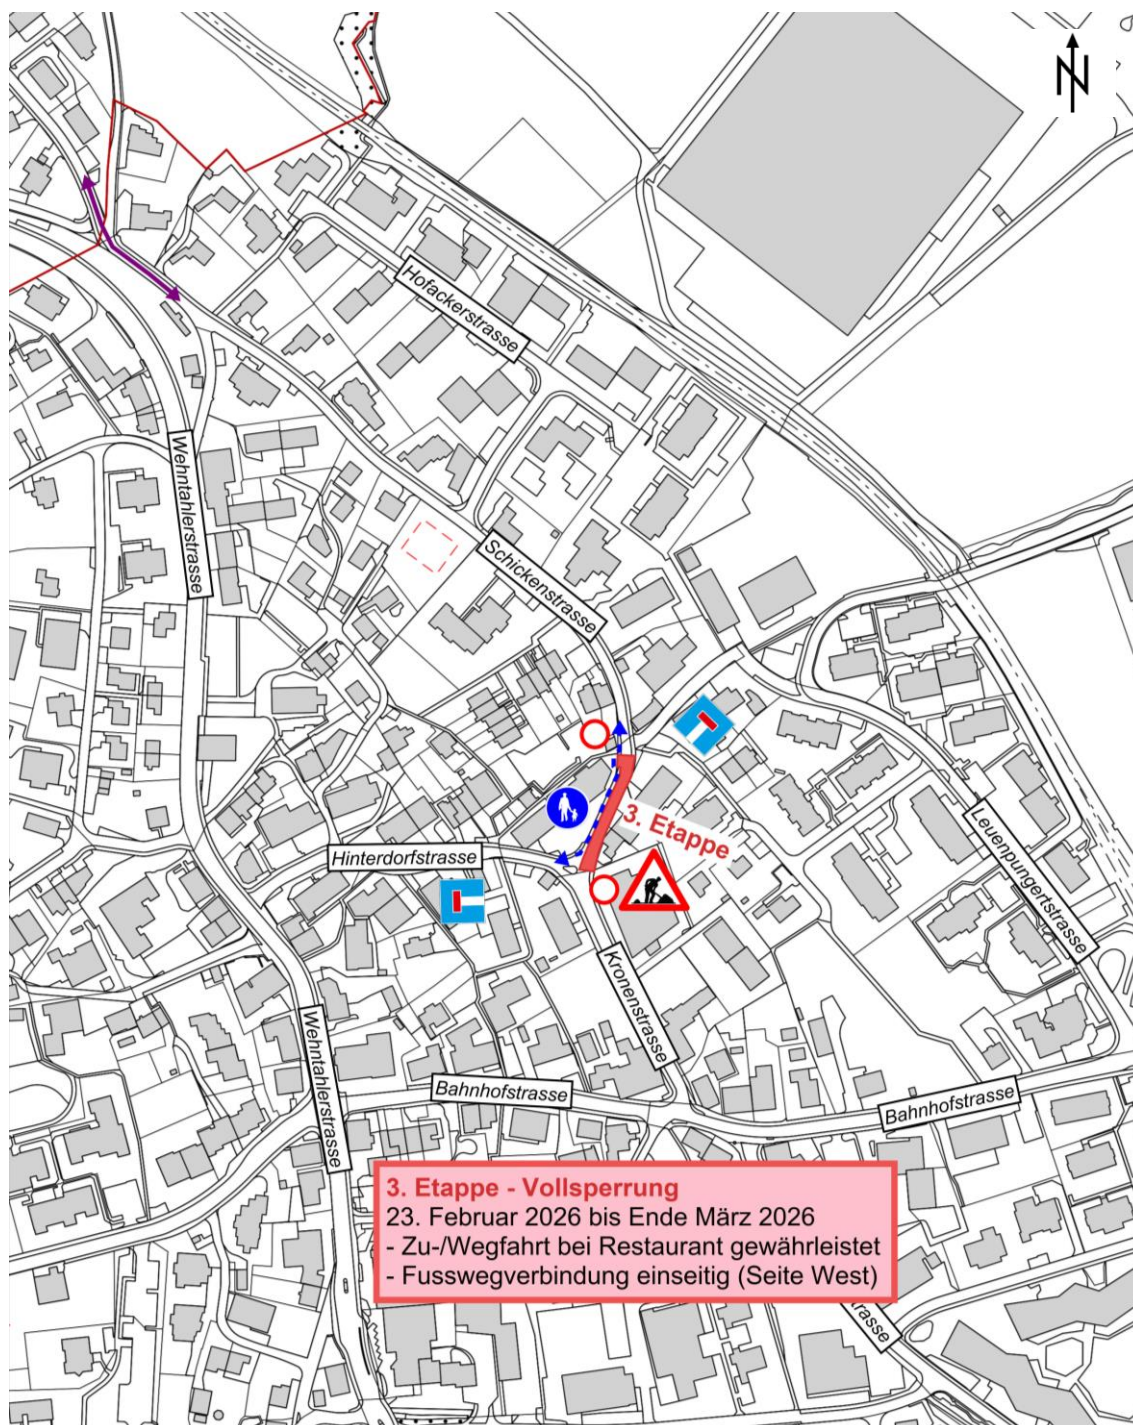 N
Hofackerstrasse
Wehntahlerstrasse
Schickenstrasse
3. Etappe
Hinterdorfstrasse
Leuenpungertstrasse
Kronenstrasse
Wehntahlerstrasse
Bahnhofstrasse
Bahnhofstrasse
3. Etappe - Vollsperrung
23. Februar 2026 bis Ende März 2026
- Zu-/Wegfahrt bei Restaurant gewährleistet
- Fusswegverbindung einseitig (Seite West)
strasse